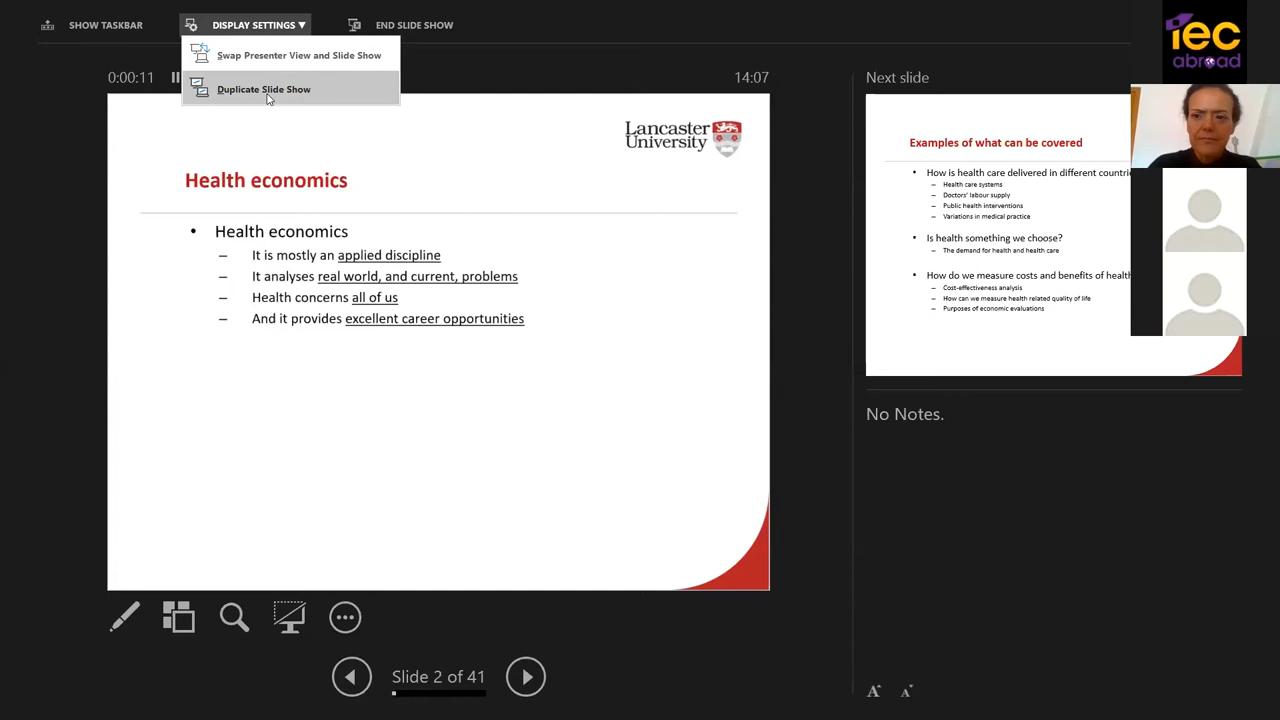 SHOW TASKBAR
DISPLAY SETTINGS ▼
END SLIDE SHOW
Swap Presenter View and Slide Show
Duplicate Slide Show
0:00:11
14:07
Lancaster
University
Health economics
• Health economics
– It is mostly an applied discipline
– It analyses real world, and current, problems
– Health concerns all of us
– And it provides excellent career opportunities
Slide 2 of 41
Next slide
Examples of what can be covered
• How is health care delivered in different countri
– Health care systems
– Doctors' labour supply
– Public health interventions
– Variations in medical practice
• Is health something we choose?
– The demand for health and health care
• How do we measure costs and benefits of health
– Cost-effectiveness analysis
– How can we measure health related quality of life
– Purposes of economic evaluations
No Notes.
A A
iec
abroad